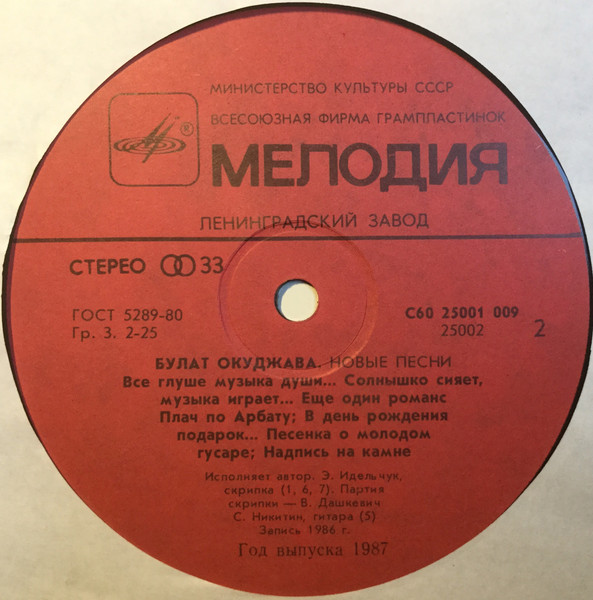 МИНИСТЕРСТВО КУЛЬТУРЫ СССР
ВСЕСОЮЗНАЯ ФИРМА ГРАМПЛАСТИНОК
®
МЕЛОДИЯ
ЛЕНИНГРАДСКИЙ ЗАВОД
СТЕРЕО 33
ГОСТ 5289-80
Гр. 3. 2-25
С60 25001 009
25002
2
БУЛАТ ОКУДЖАВА. НОВЫЕ ПЕСНИ
Все глуше музыка души... Солнышко сияет,
музыка играет... Еще один романс
Плач по Арбату; В день рождения
подарок... Песенка о молодом
гусаре; Надпись на камне
Исполняет автор. Э. Идельчук,
скрипка (1, 6, 7). Партия
скрипки — В. Дашкевич
С. Никитин, гитара (5)
Запись 1986 г.
Год выпуска 1987